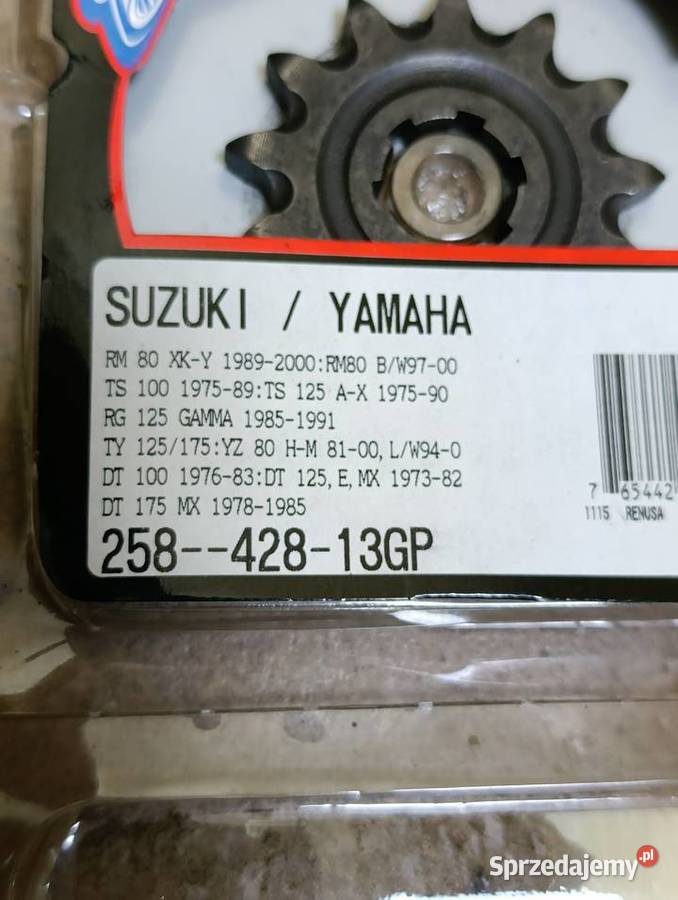 SUZUKI / YAMAHA
RM 80 XK-Y 1989-2000:RM80 B/W97-00
TS 100 1975-89:TS 125 A-X 1975-90
RG 125 GAMMA 1985-1991
TY 125/175:YZ 80 H-M 81-00,L/W94-0
DT 100 1976-83:DT 125,E,MX 1973-82
DT 175 MX 1978-1985
258--428-13GP
7 65442
1115 RENUSA
Sprzedajemy.pl